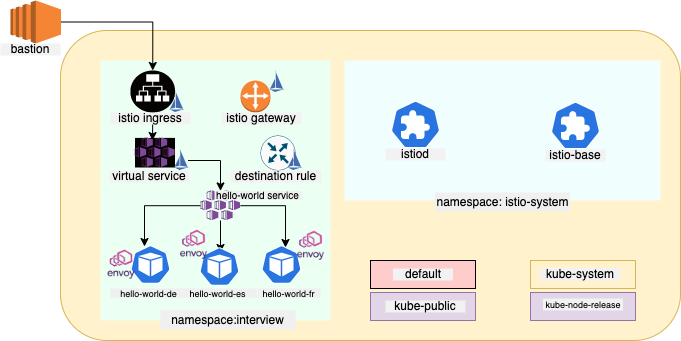 bastion
istio ingress
istio gateway
virtual service
destination rule
hello-world service
envoy
envoy
envoy
hello-world-de
hello-world-es
hello-world-fr
namespace:interview
istiod
istio-base
namespace: istio-system
default
kube-system
kube-public
kube-node-release